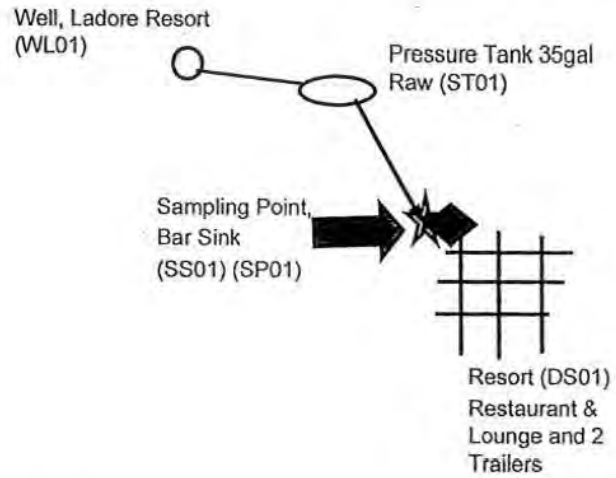 Well, Ladore Resort
(WL01)
Pressure Tank 35gal
Raw (ST01)
Sampling Point,
Bar Sink
(SS01) (SP01)
Resort (DS01)
Restaurant &
Lounge and 2
Trailers